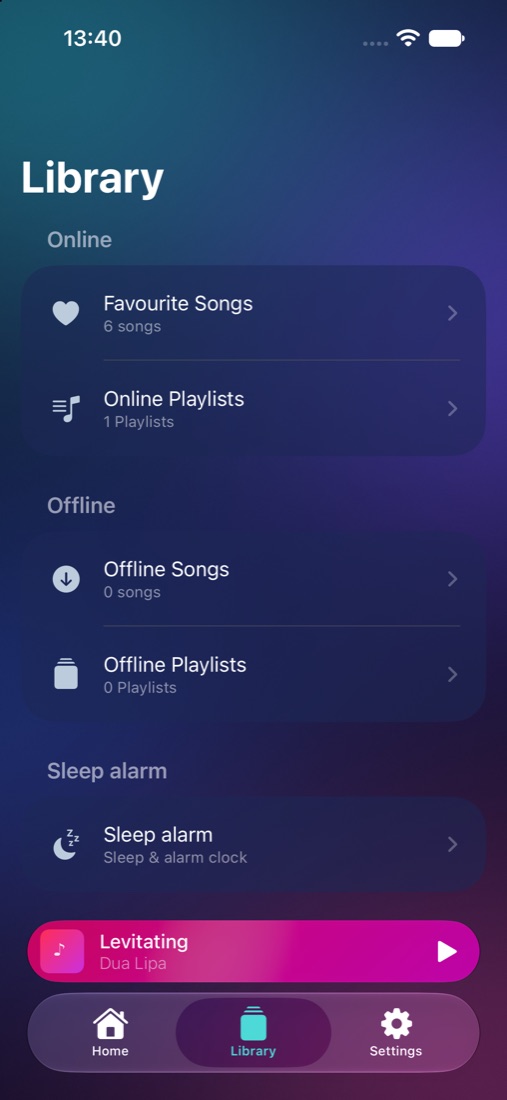 13:40
Library
Online
Favourite Songs
6 songs
Online Playlists
1 Playlists
Offline
Offline Songs
0 songs
Offline Playlists
0 Playlists
Sleep alarm
Sleep alarm
Sleep & alarm clock
Levitating
Dua Lipa
Home
Library
Settings